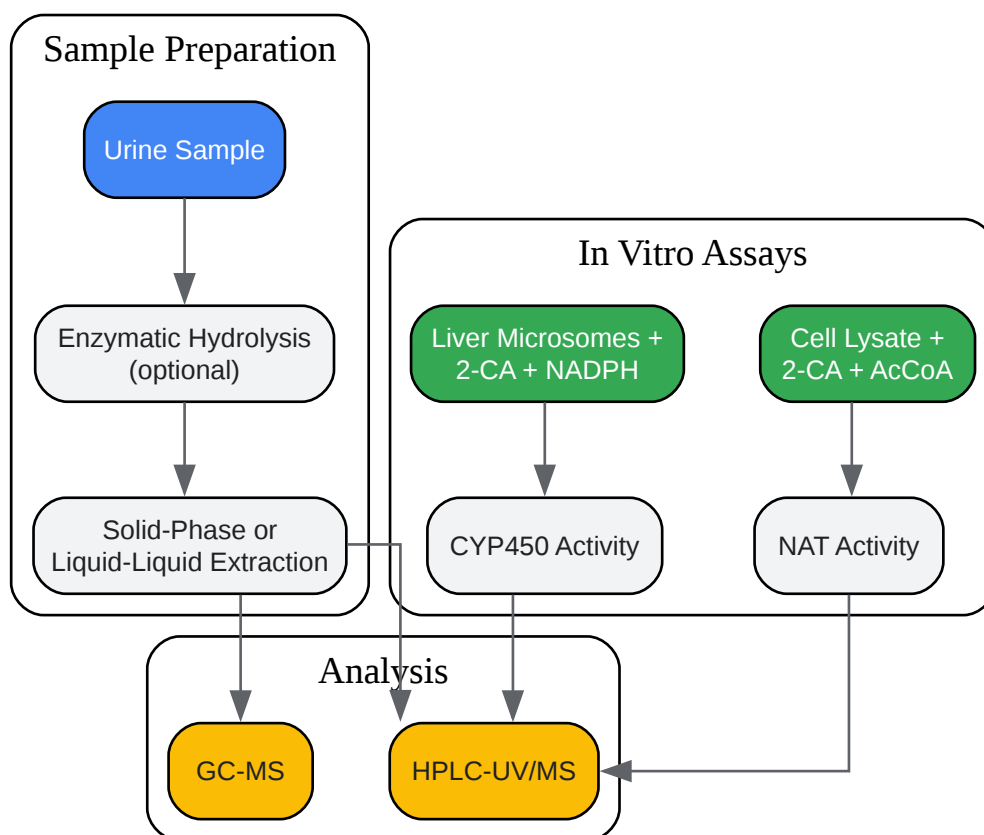 Sample Preparation
Urine Sample
Enzymatic Hydrolysis
(optional)
Solid-Phase or
Liquid-Liquid Extraction
In Vitro Assays
Liver Microsomes +
2-CA + NADPH
Cell Lysate +
2-CA + AcCoA
CYP450 Activity
NAT Activity
Analysis
GC-MS
HPLC-UV/MS